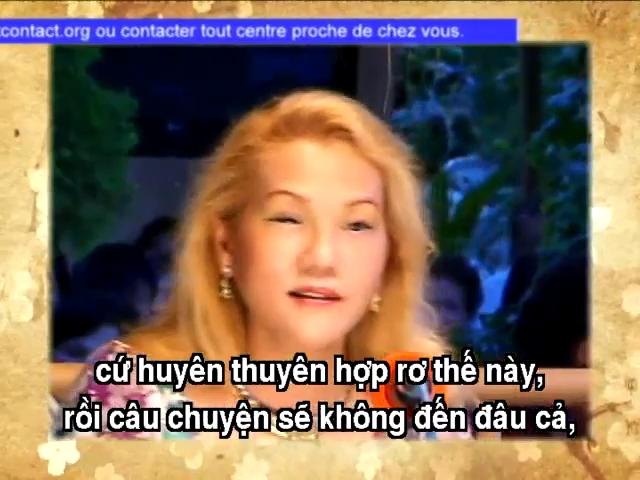 contact.org ou contacter tout centre proche de chez vous.
cứ huyên thuyên hợp rơ thế này,
rồi câu chuyện sẽ không đến đâu cả,